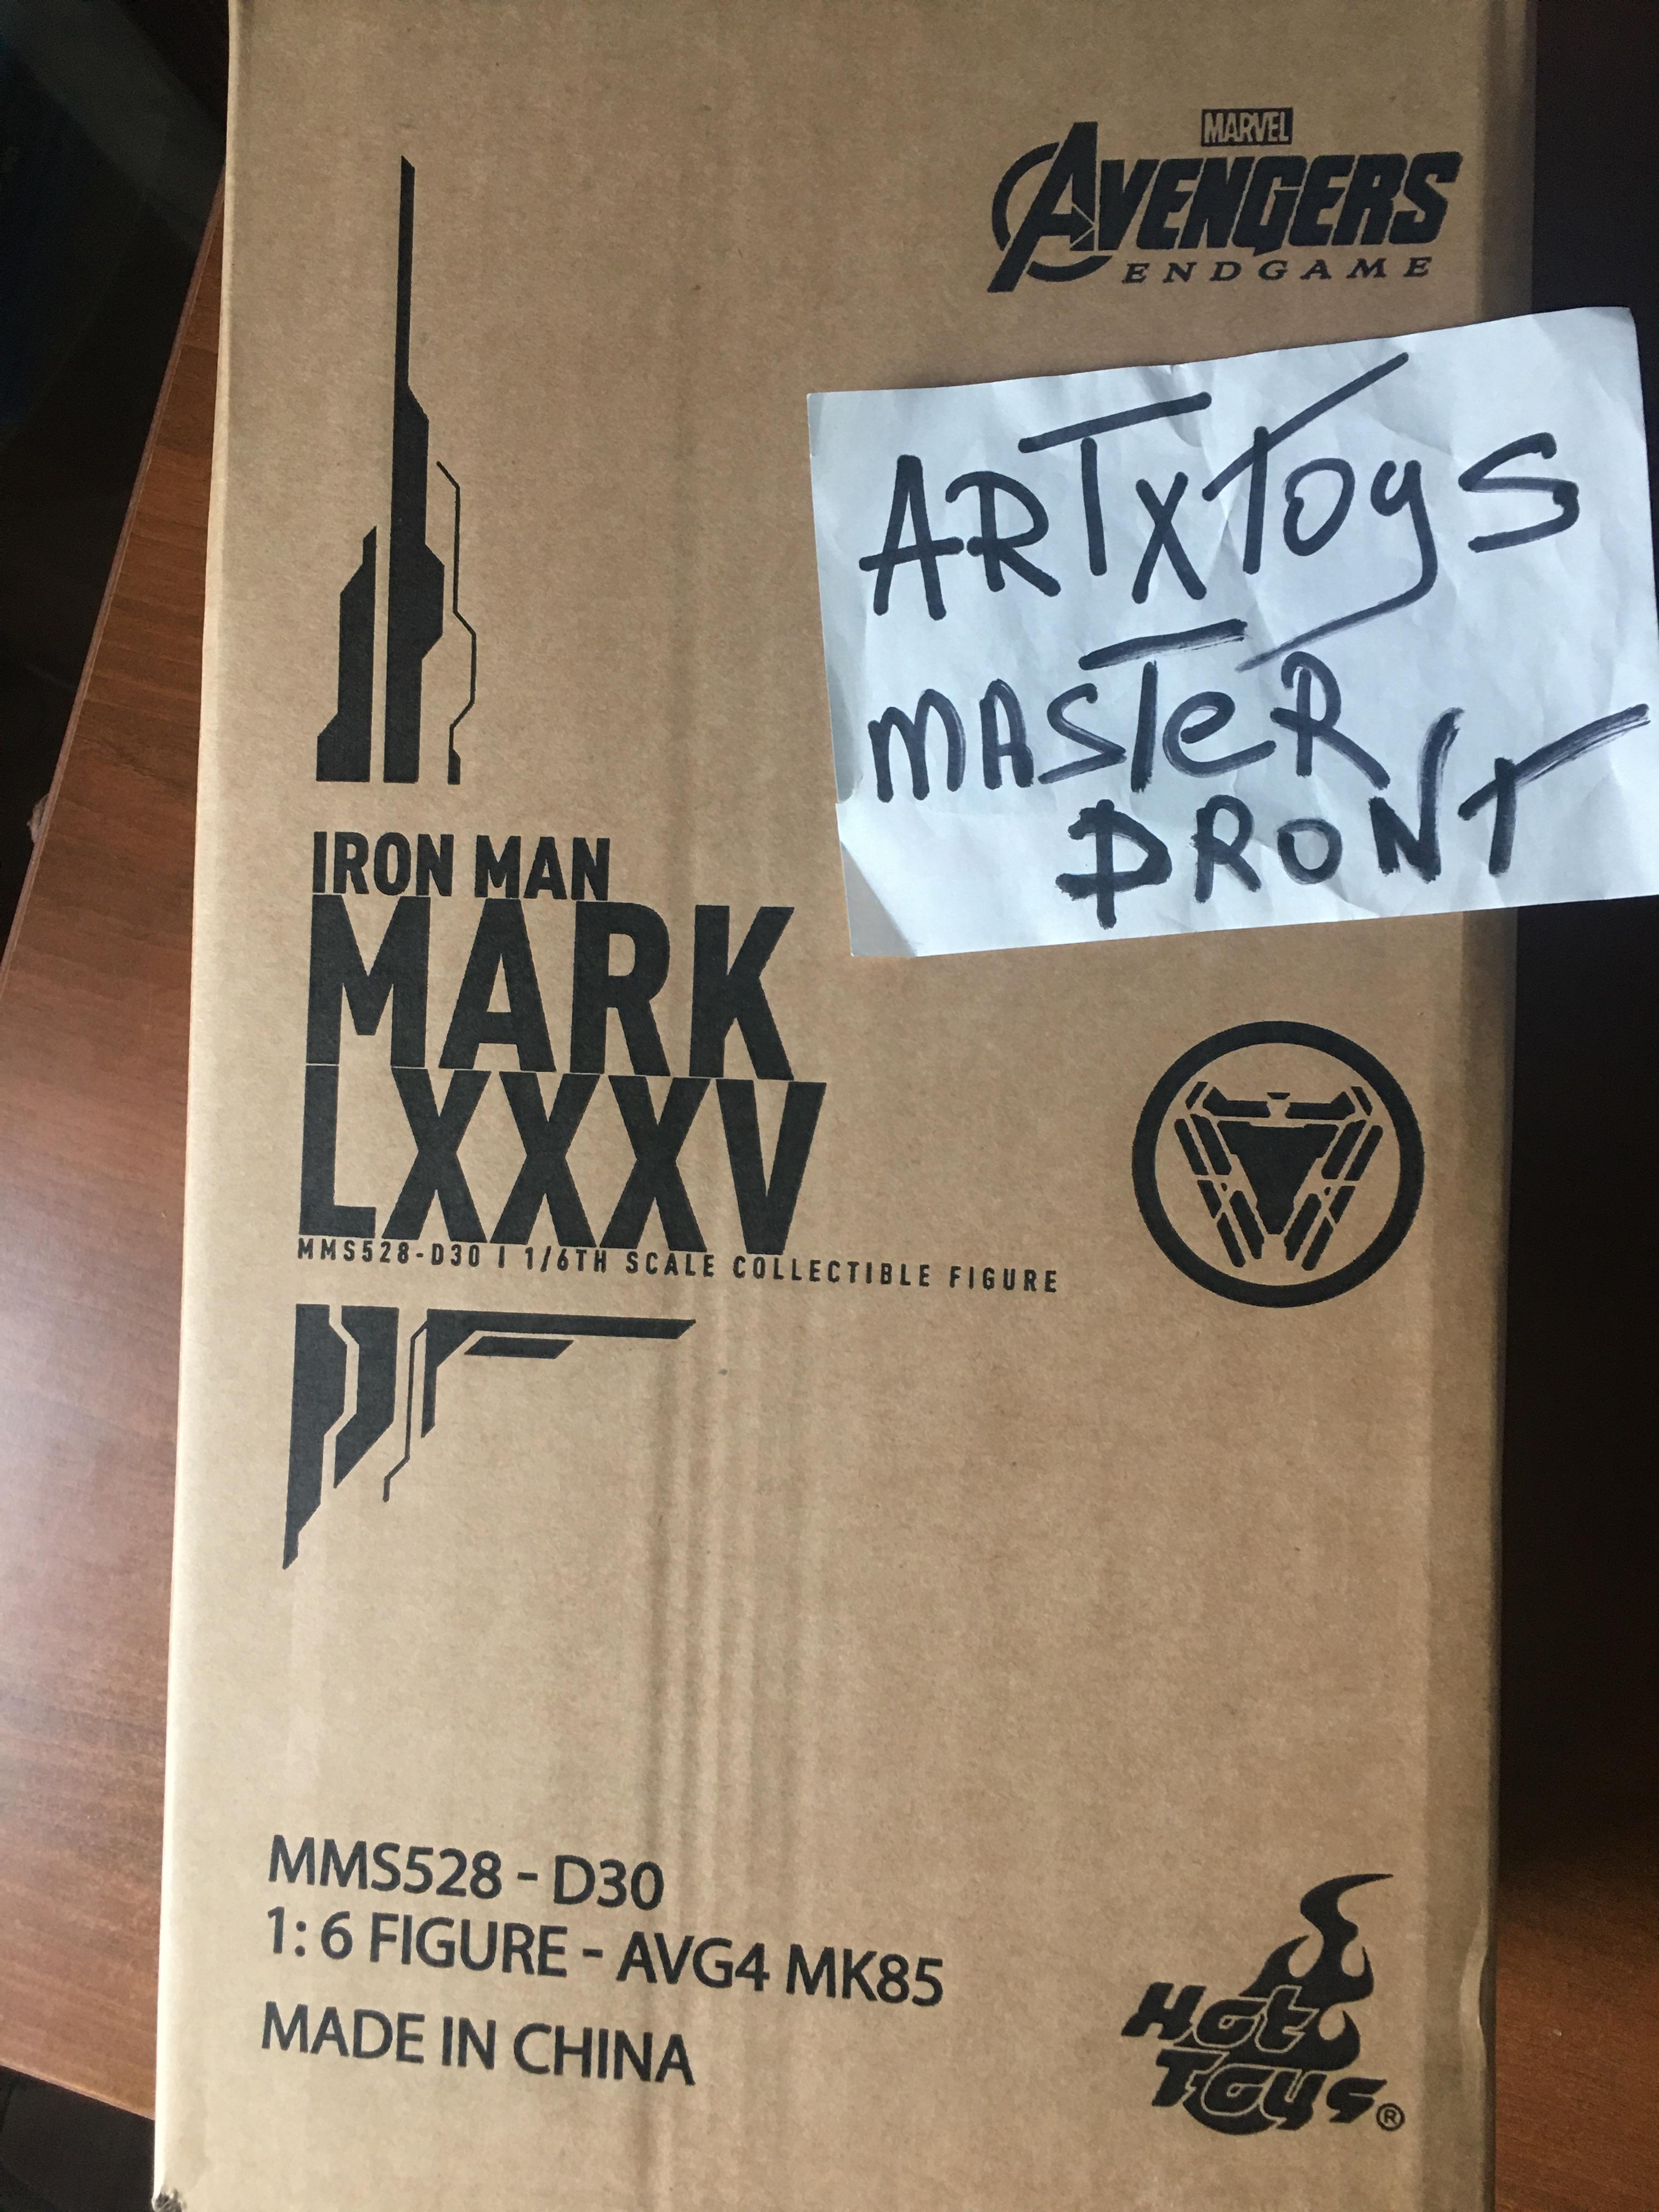 MARVEL
AVENGERS
ENDGAME
ARTxToys
MASTeR
DRONT
IRON MAN
MARK
LXXXV
MMS528-D30 | 1/6TH SCALE COLLECTIBLE FIGURE
MMS528 - D30
1: 6 FIGURE - AVG4 MK85
MADE IN CHINA
Hot
Toys®